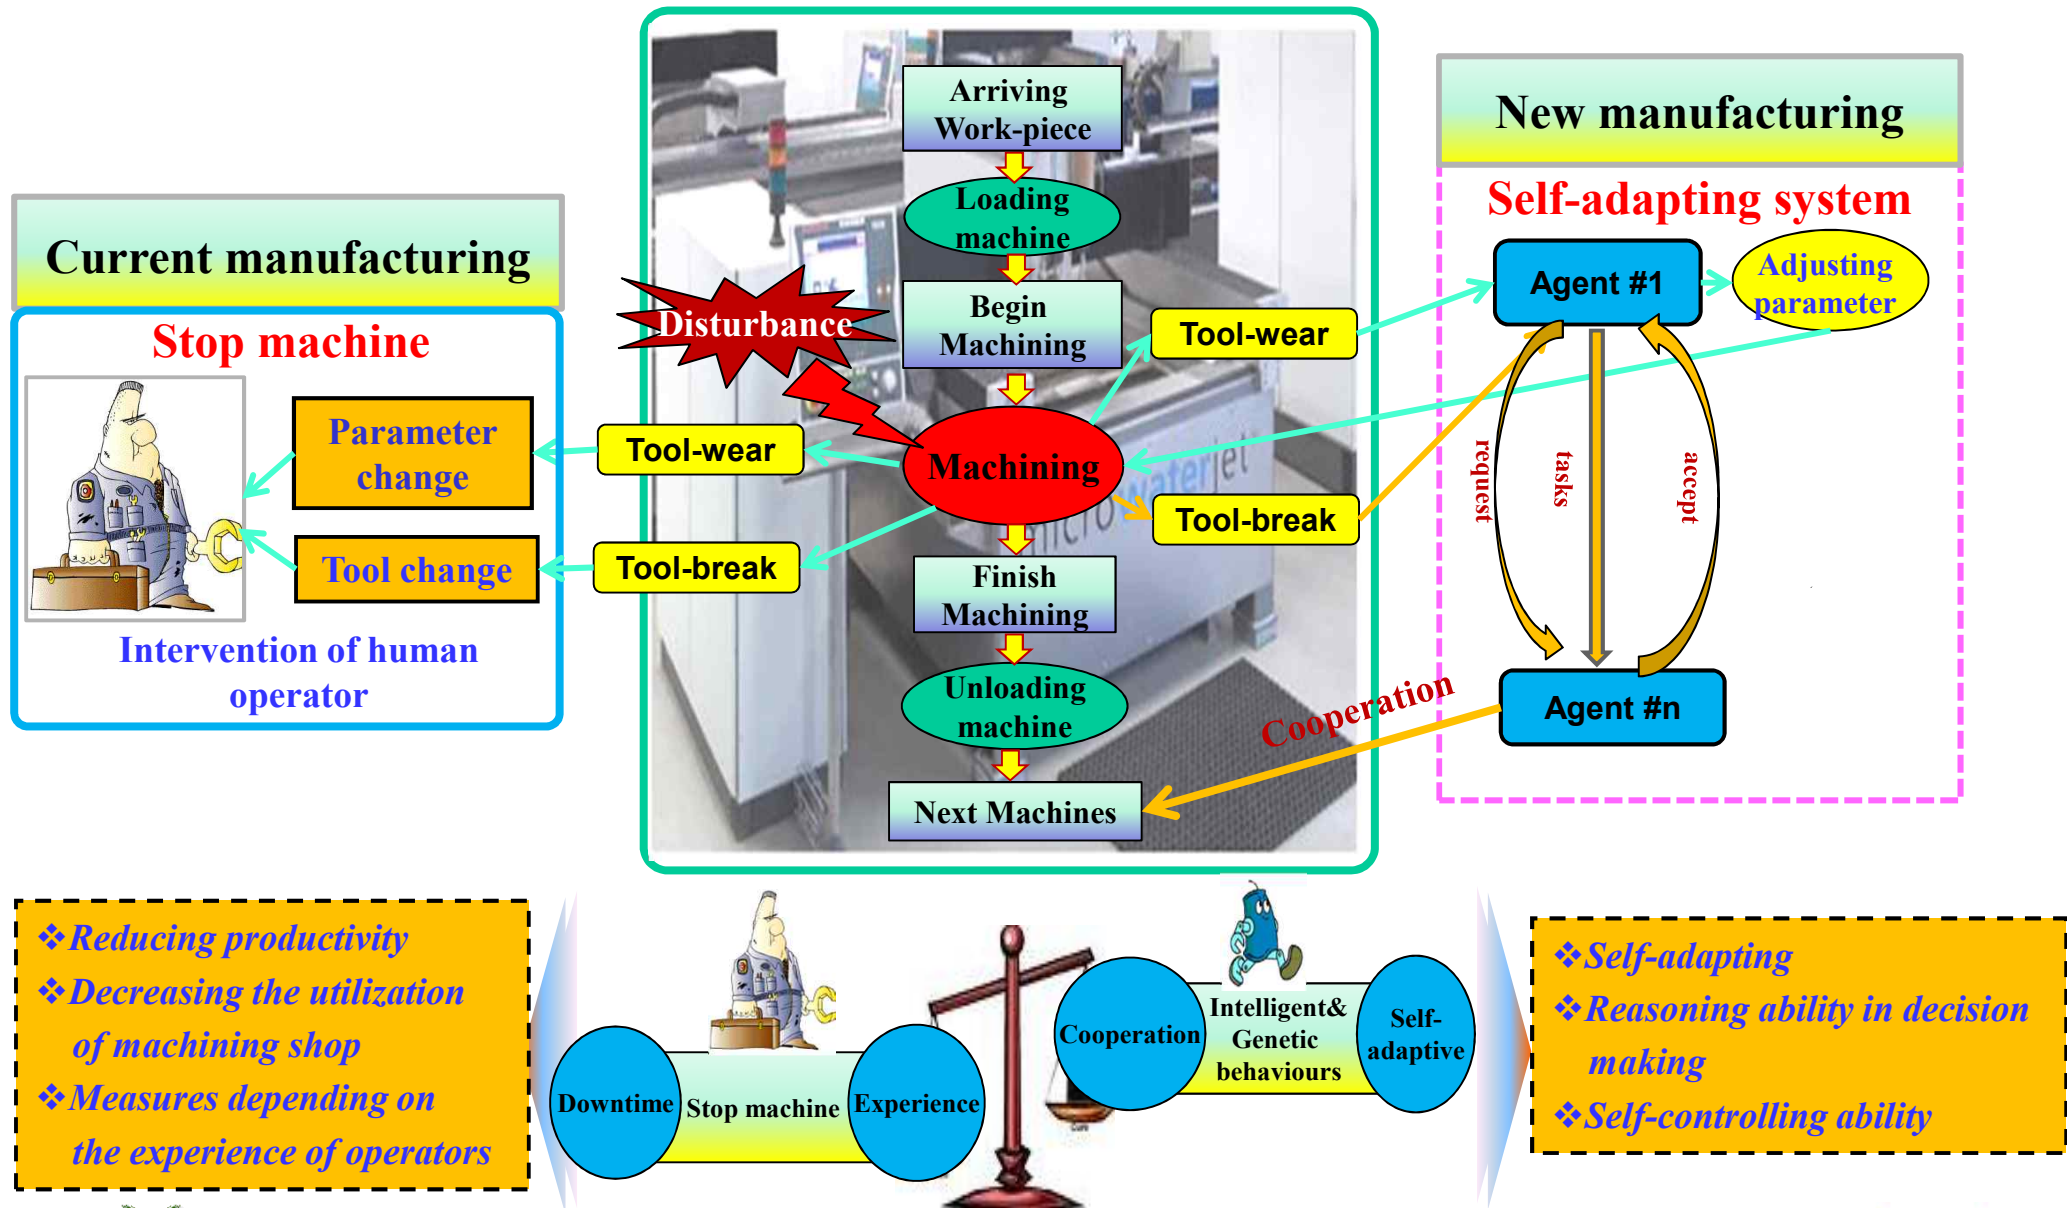 Current manufacturing
Stop machine
Parameter
change
Tool change
Intervention of human
operator
Tool-wear
Tool-break
Disturbance
Arriving
Work-piece
Loading
machine
Begin
Machining
Machining
Finish
Machining
Unloading
machine
Next Machines
Tool-wear
Tool-break
microwaterjet
New manufacturing
Self-adapting system
Agent #1
Adjusting
parameter
request
tasks
accept
Agent #n
Cooperation
❖Reducing productivity
❖Decreasing the utilization
of machining shop
❖Measures depending on
the experience of operators
Downtime
Stop machine
Experience
Cooperation
Intelligent&
Genetic
behaviours
Self-
adaptive
❖Self-adapting
❖Reasoning ability in decision
making
❖Self-controlling ability